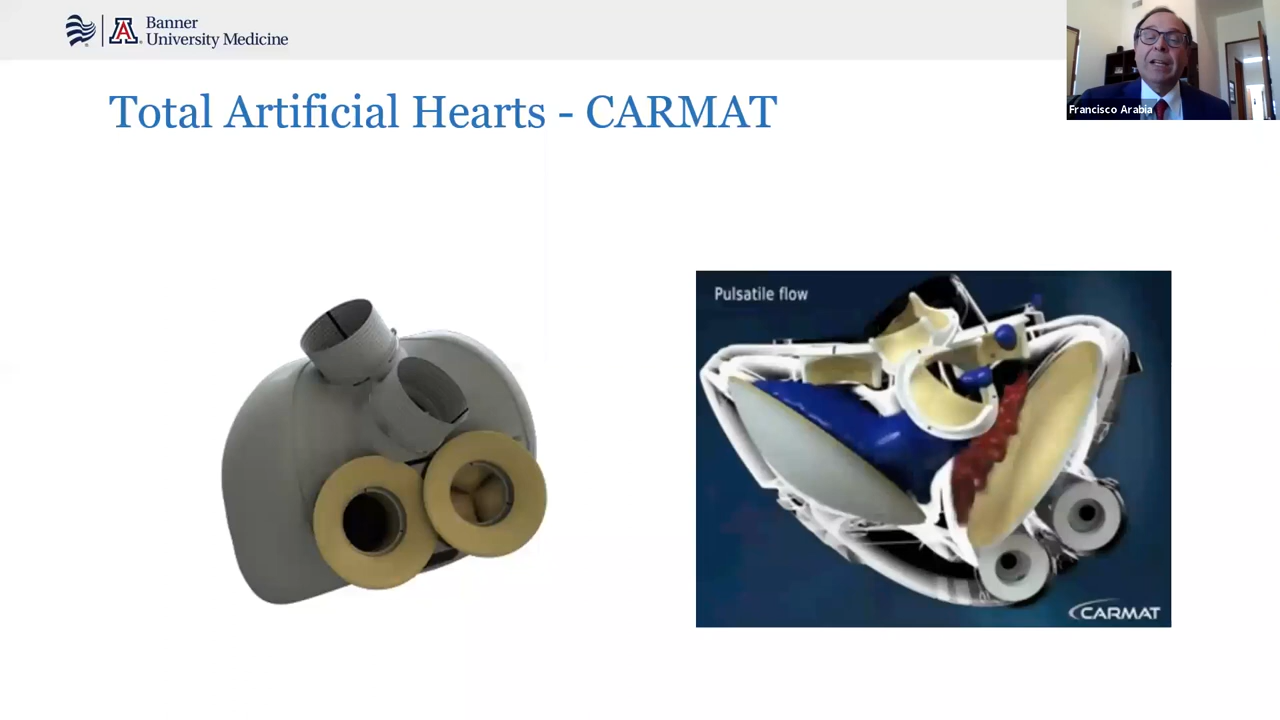 Banner
University Medicine
A
Francisco Arabia
Total Artificial Hearts - CARMAT
Pulsatile flow
CARMAT